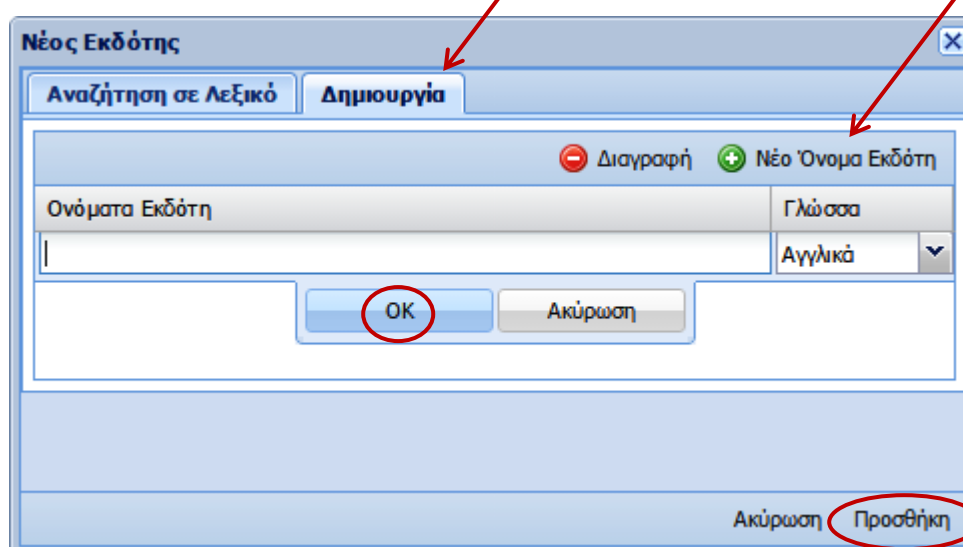 Νέος Εκδότης
Αναζήτηση σε Λεξικό Δημιουργία
Διαγραφή Νέο Όνομα Εκδότη
Ονόματα Εκδότη Γλώσσα
Αγγλικά
OK Ακύρωση
Ακύρωση Προσθήκη